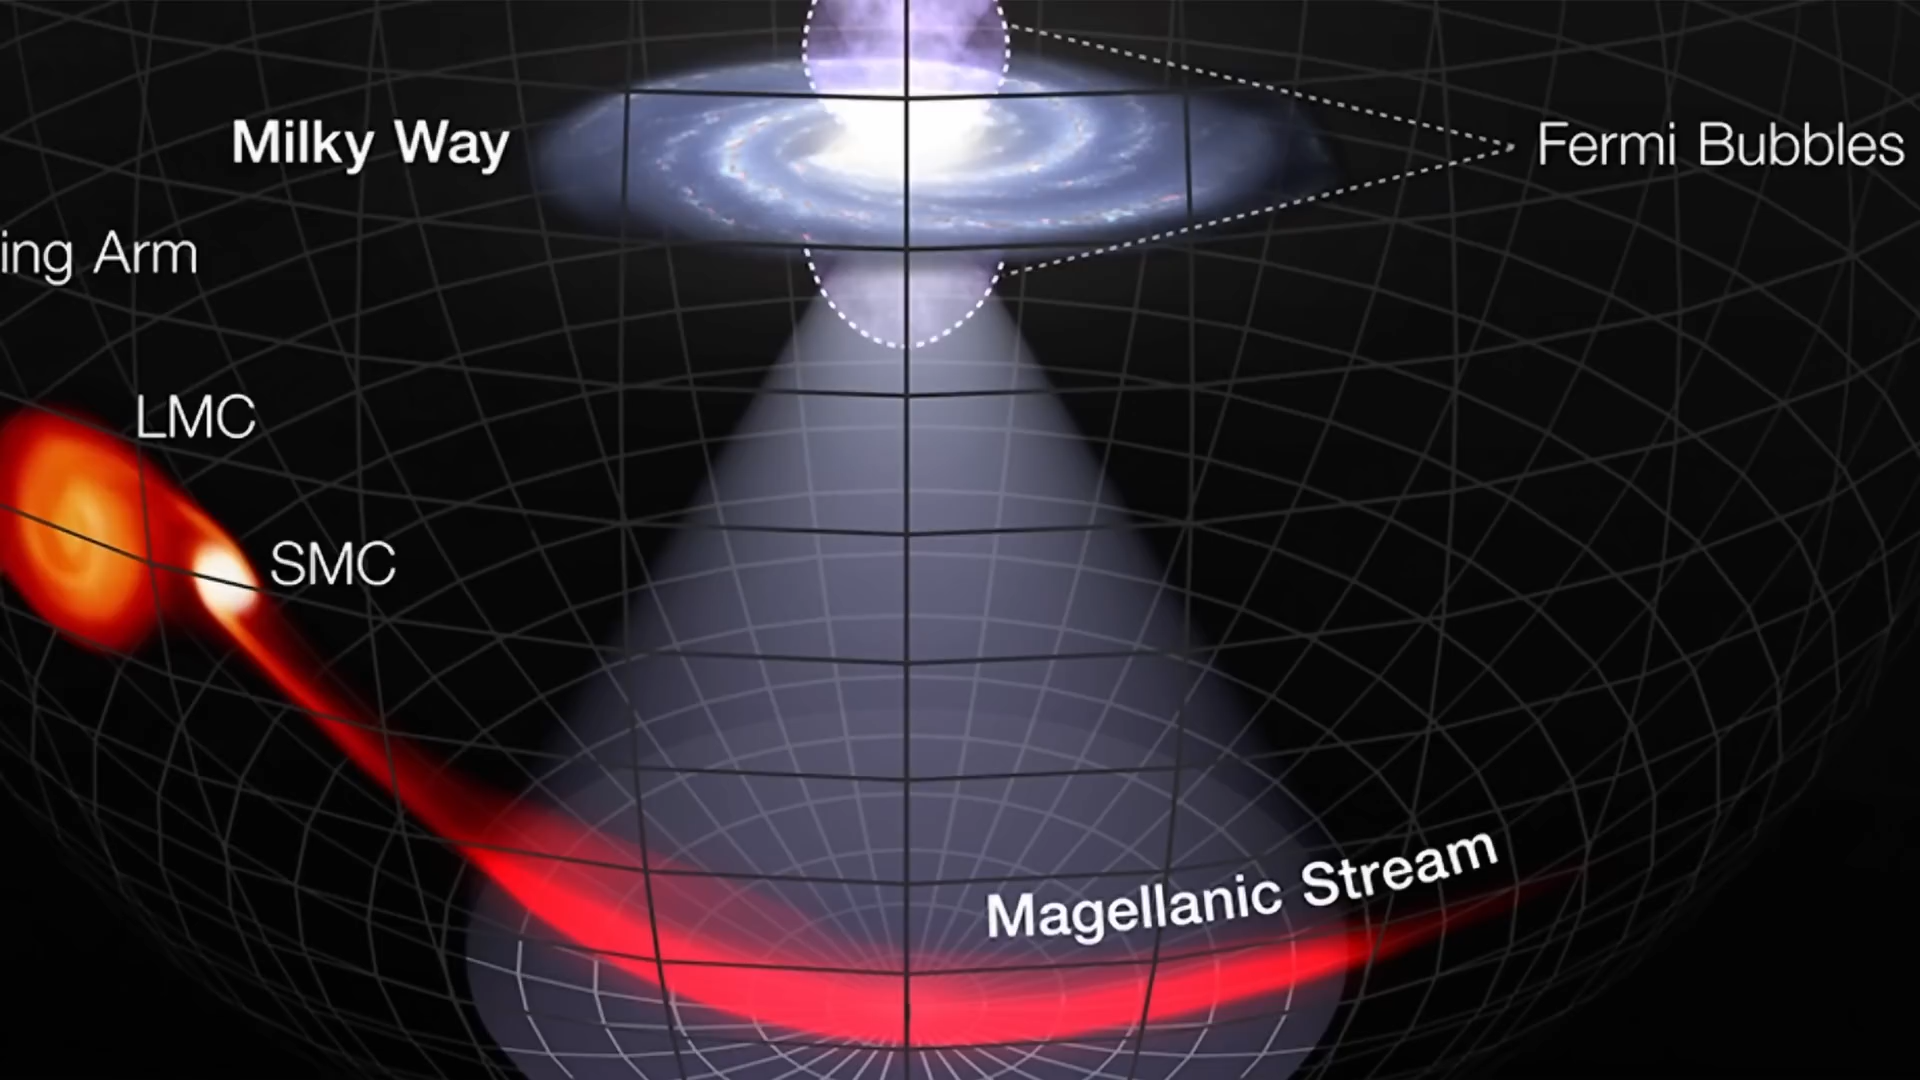 Milky Way
Fermi Bubbles
ing Arm
LMC
SMC
Magellanic Stream